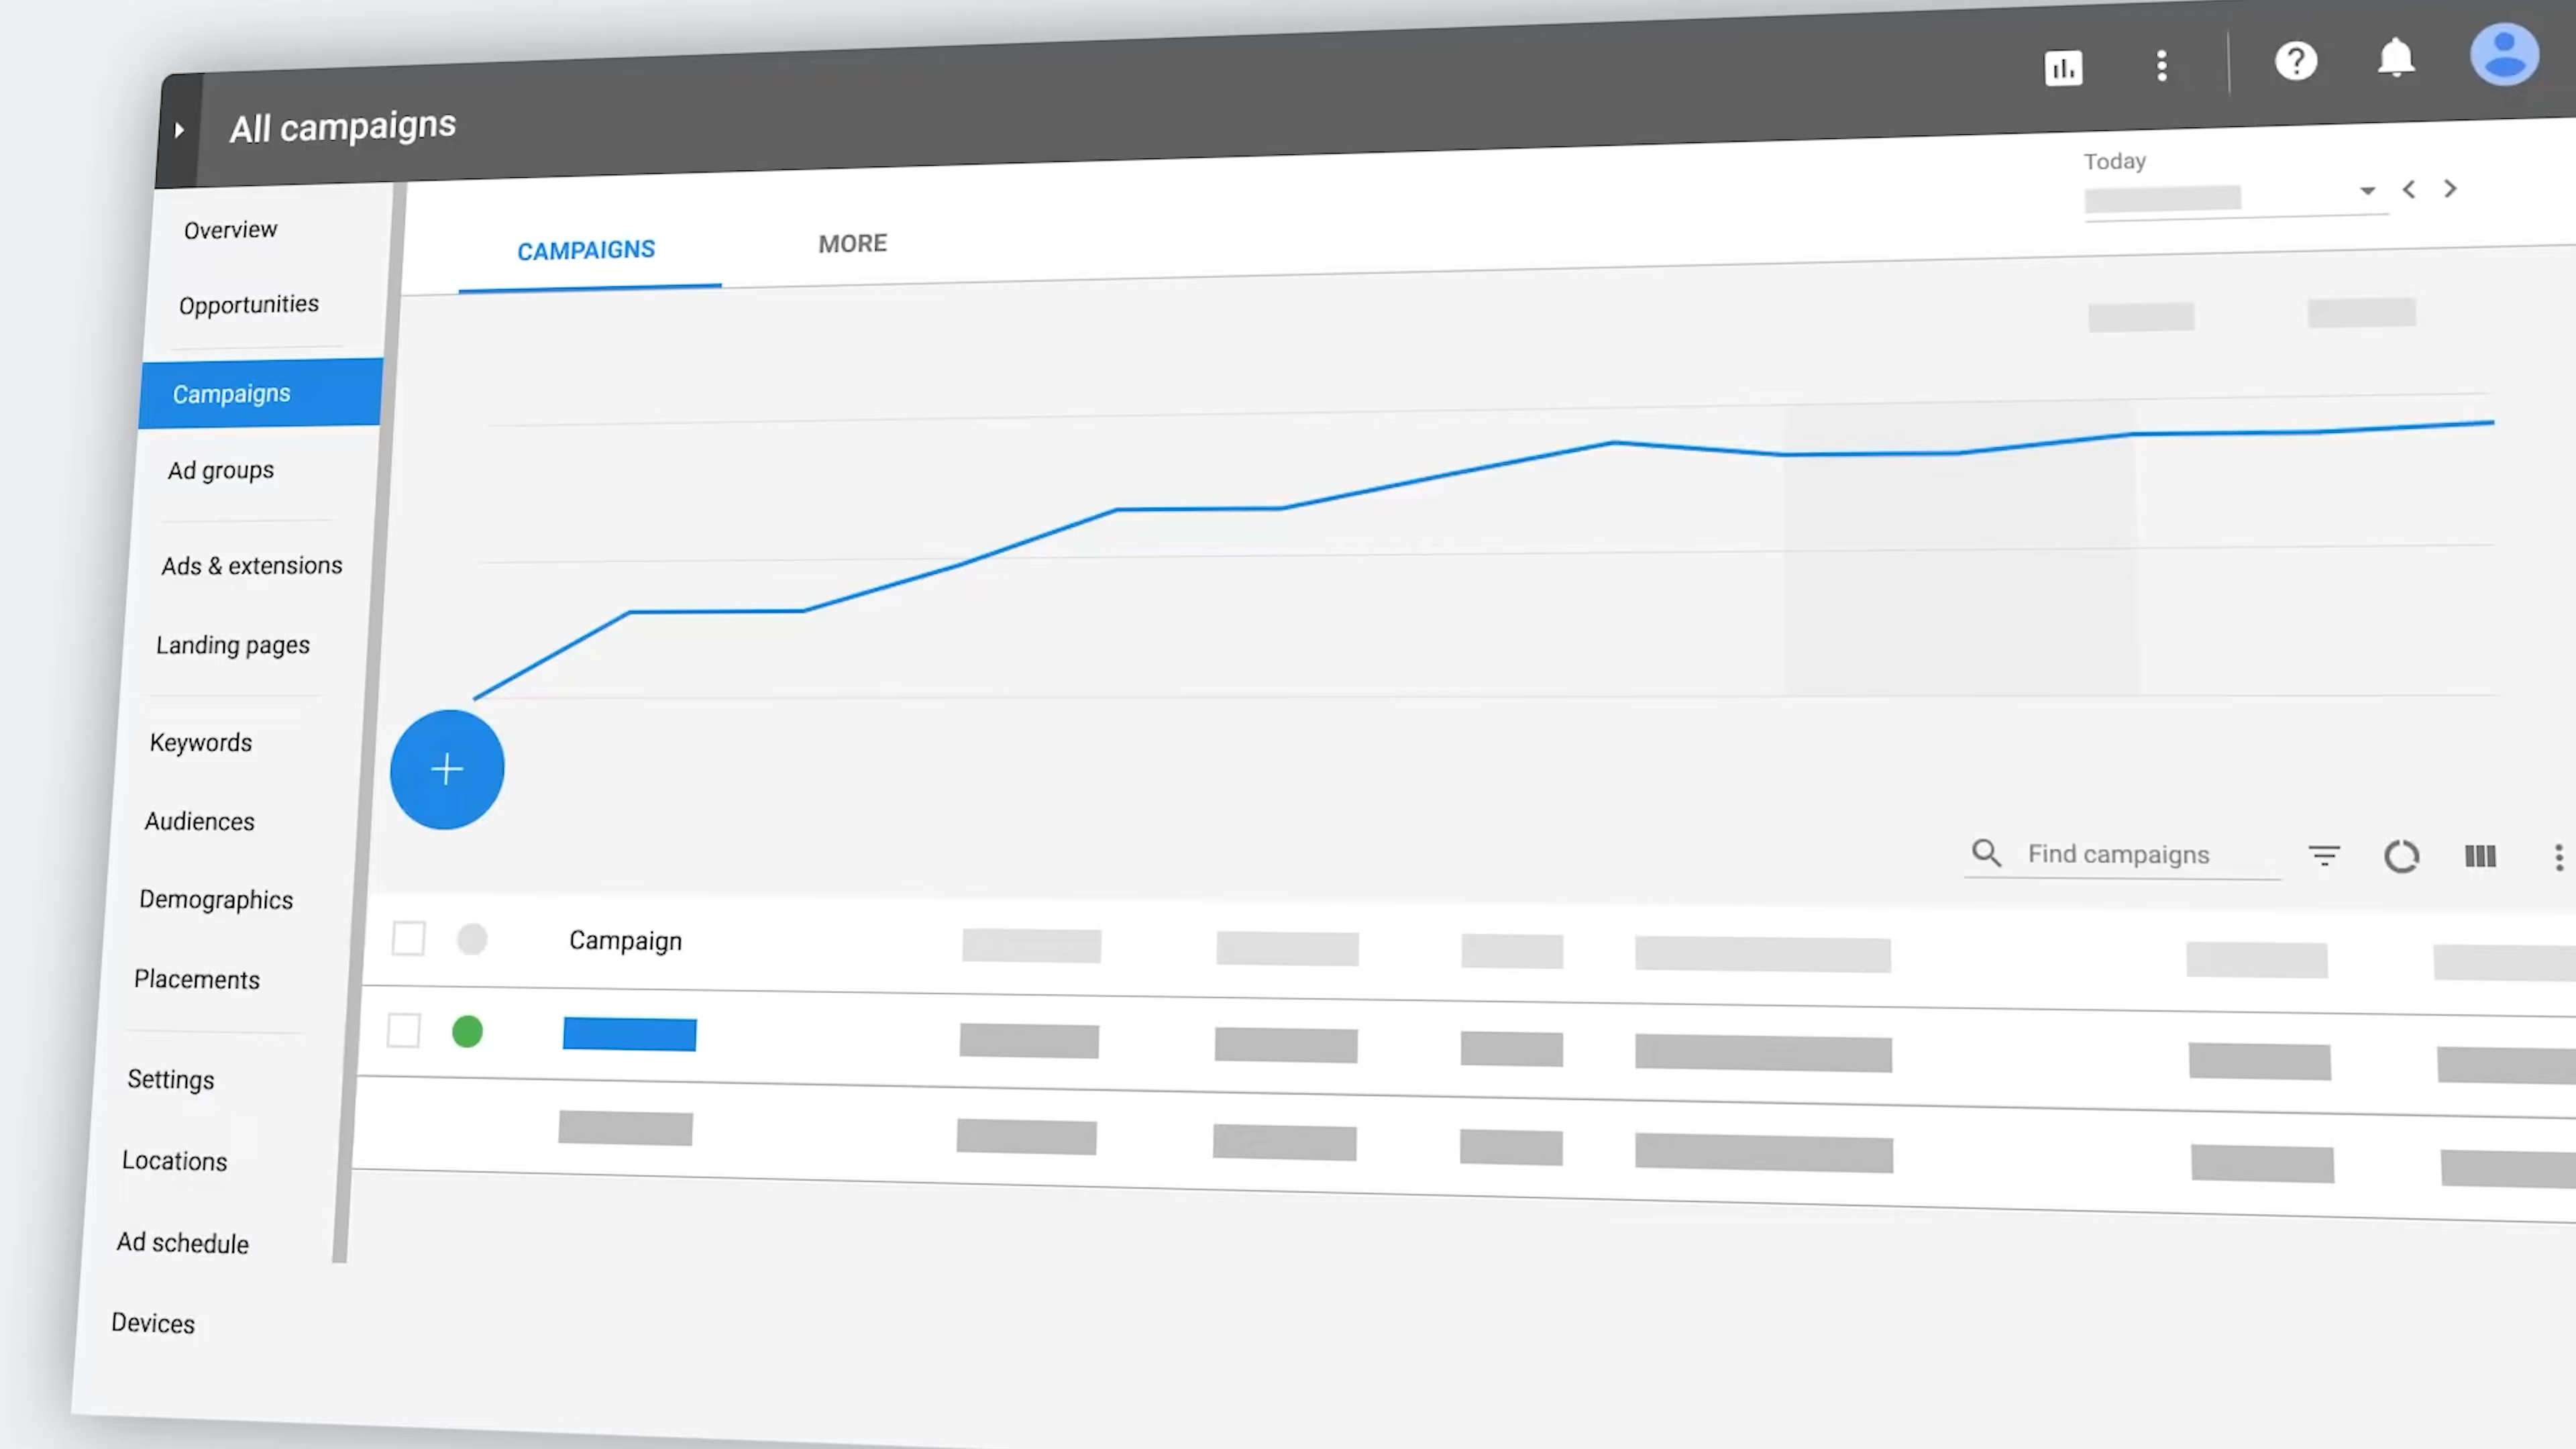 All campaigns
Today
Overview
Opportunities
Campaigns
Ad groups
Ads & extensions
Landing pages
Keywords
Audiences
Demographics
Placements
Settings
Locations
Ad schedule
Devices
CAMPAIGNS
MORE
Find campaigns
Campaign